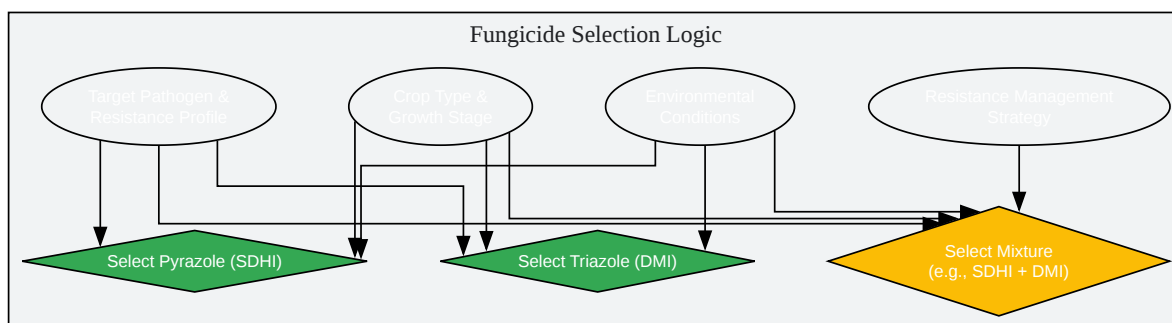 Fungicide Selection Logic
Target Pathogen &
Resistance Profile
Crop Type &
Growth Stage
Environmental
Conditions
Resistance Management
Strategy
Select Pyrazole (SDHI)
Select Triazole (DMI)
Select Mixture
(e.g., SDHI + DMI)